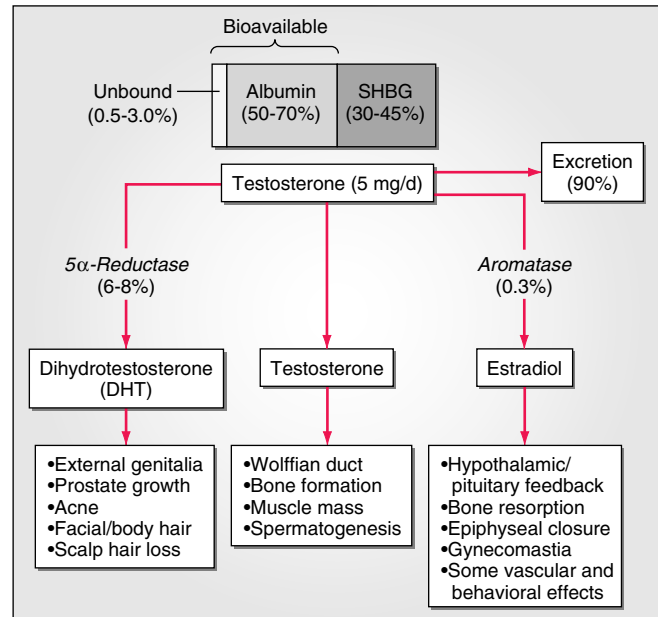 Bioavailable
Unbound
(0.5-3.0%)
Albumin
(50-70%)
SHBG
(30-45%)
Testosterone (5 mg/d)
Excretion
(90%)
5α-Reductase
(6-8%)
Aromatase
(0.3%)
Dihydrotestosterone
(DHT)
Testosterone
Estradiol
•External genitalia
•Prostate growth
•Acne
•Facial/body hair
•Scalp hair loss
•Wolffian duct
•Bone formation
•Muscle mass
•Spermatogenesis
•Hypothalamic/
pituitary feedback
•Bone resorption
•Epiphyseal closure
•Gynecomastia
•Some vascular and
behavioral effects